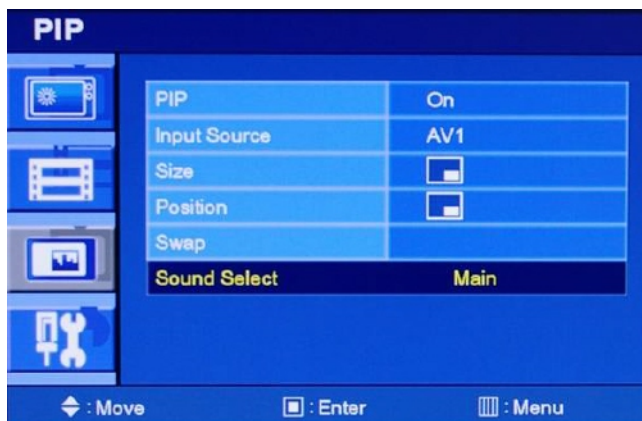 PIP
PIP On
Input Source AV1
Size
Position
Swap
Sound Select Main
: Move : Enter : Menu